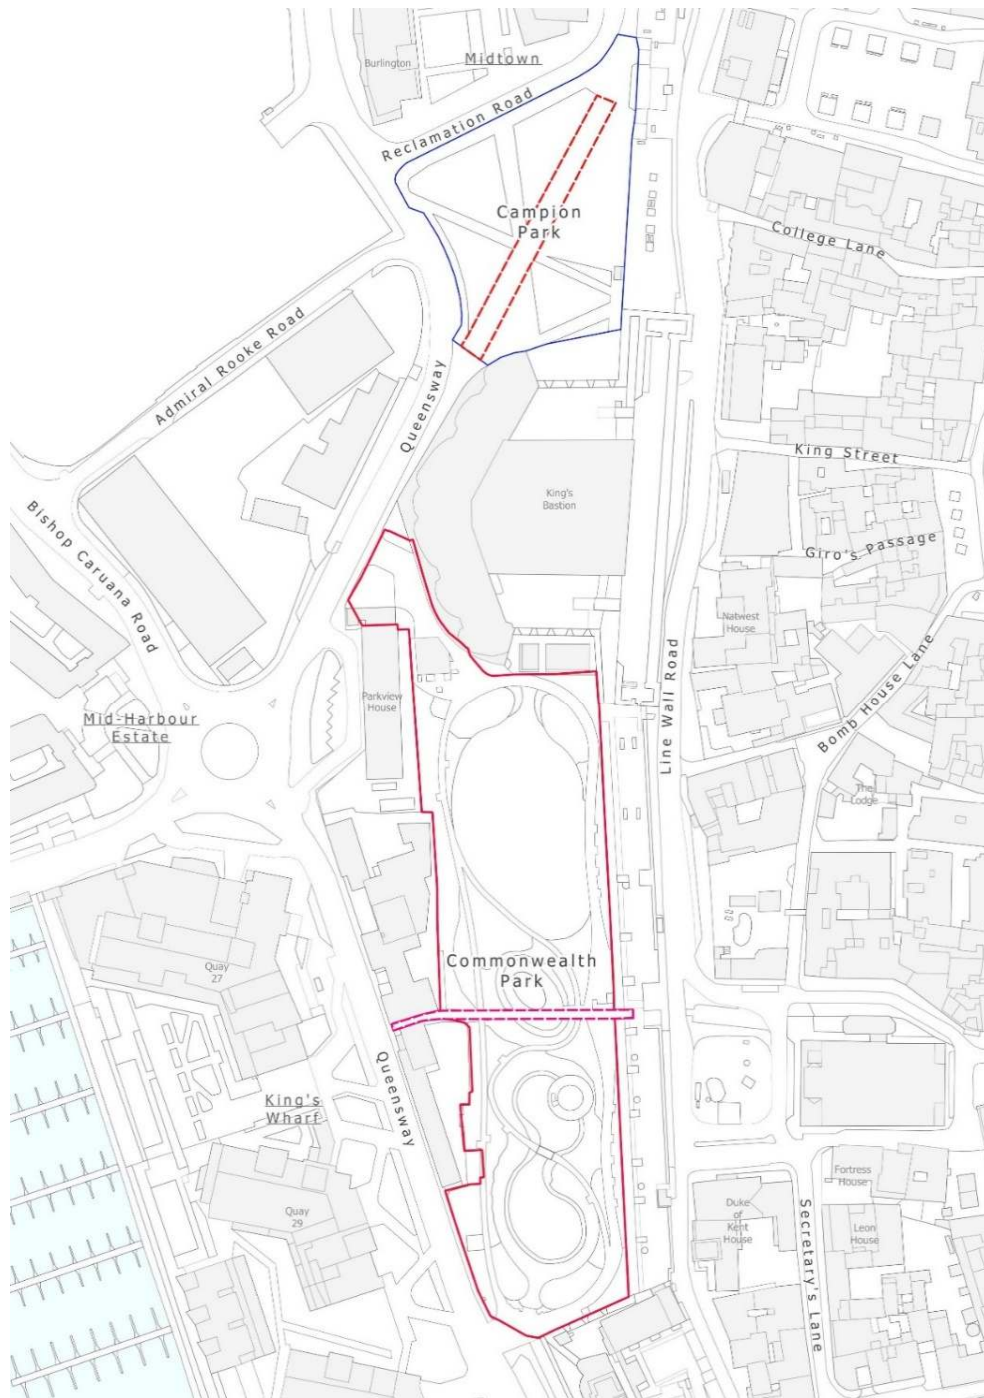 Burlington
Midtown
Reclamation Road
Campion
Park
College Lane
Admiral Rooke Road
Queensway
King Street
Bishop Caruana Road
King's
Bastion
Giro's Passage
Natwest
House
Line Wall Road
Bomb House Lane
Parkview
House
Mid-Harbour
Estate
The
Lodge
Commonwealth
Park
Quay
27
Queensway
King's
Wharf
Quay
29
Duke
of
Kent
House
Secretary's Lane
Fortress
House
Leon
House